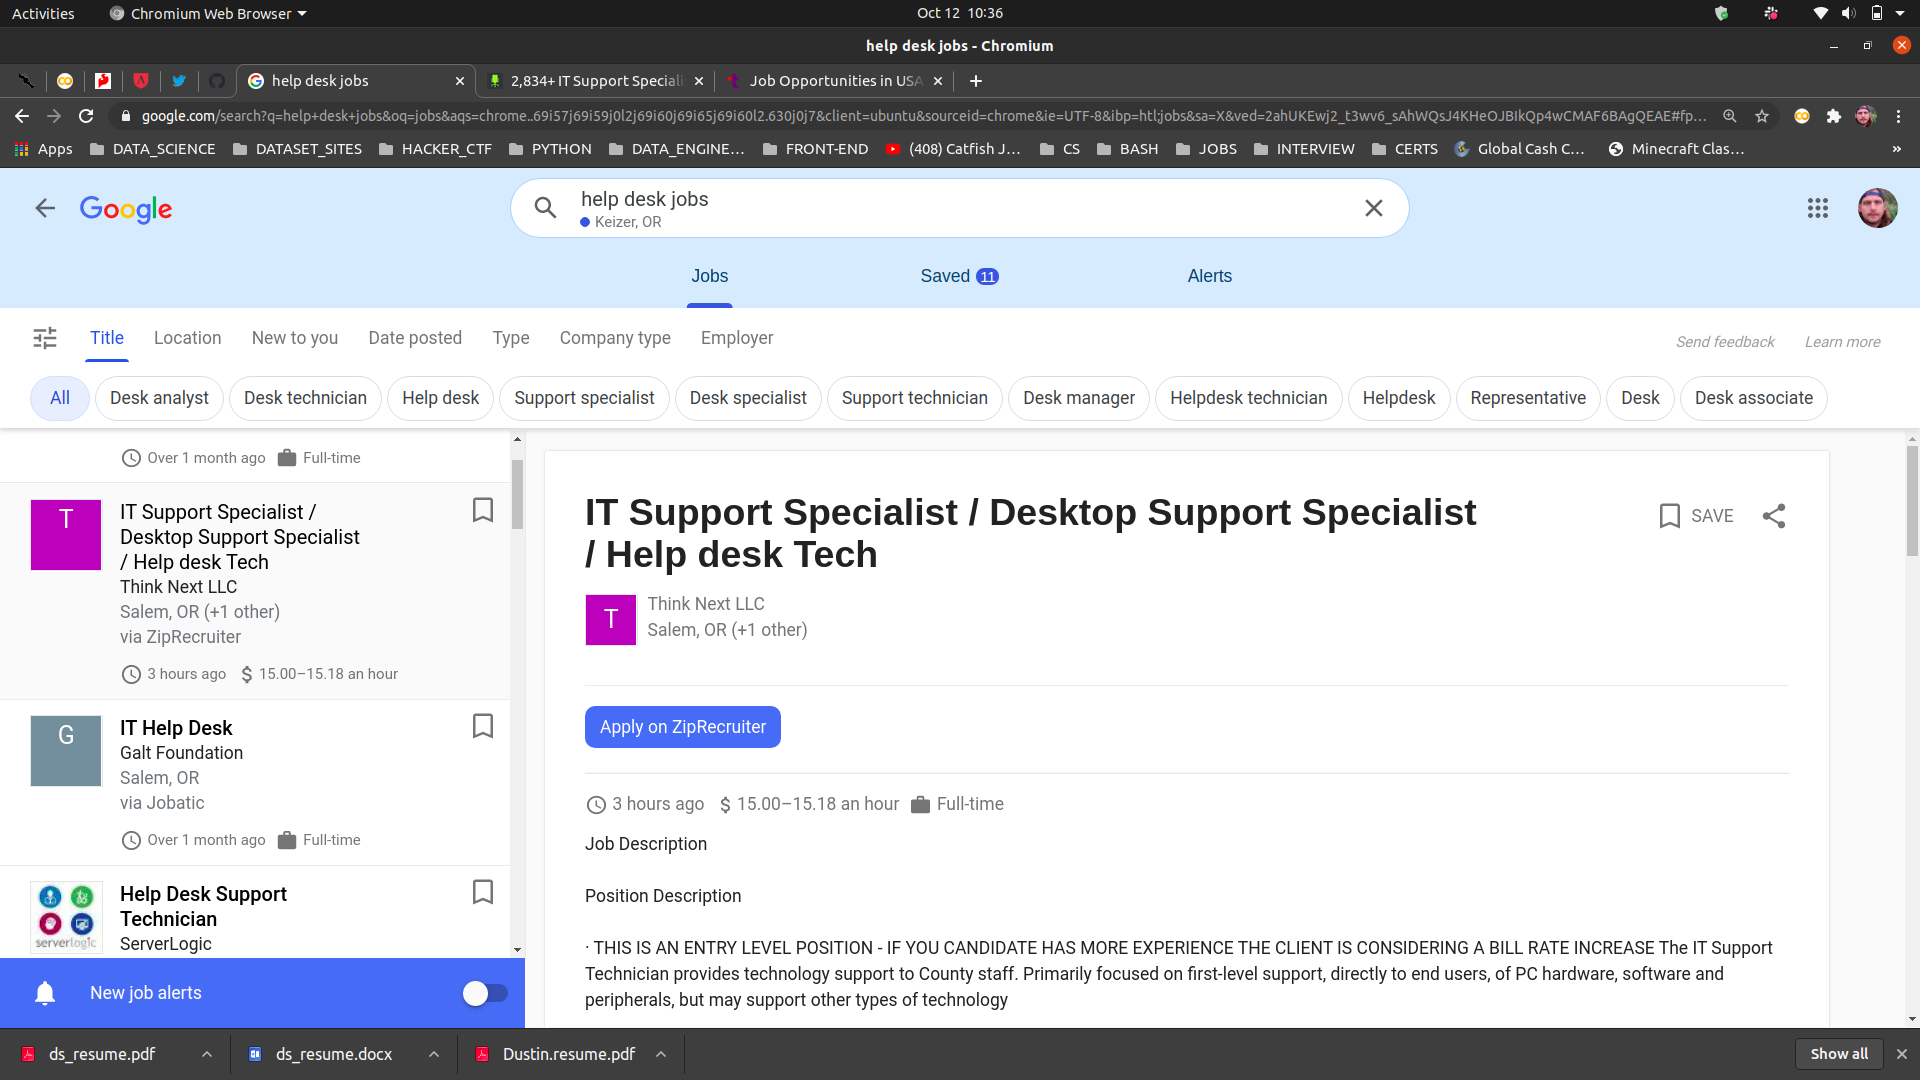 Activities
Chromium Web Browser
Oct 12 10:36
help desk jobs - Chromium
help desk jobs
2,834+ IT Support Speciali
Job Opportunities in USA
google.com/search?q=help+desk+jobs&oq=jobs&aqs=chrome..69i57j69i59j0l2j69i60j69i65j69i60l2.630j0j7&client=ubuntu&sourceid=chrome&ie=UTF-8&ibp=htl;jobs&sa=X&ved=2ahUKEwj2_t3wv6_sAhWQsJ4KHeOJBIkQp4wCMAF6BAgQEAE#fp...
Apps
DATA_SCIENCE
DATASET_SITES
HACKER_CTF
PYTHON
DATA_ENGINE...
FRONT-END
(408) Catfish J...
CS
BASH
JOBS
INTERVIEW
CERTS
Global Cash C...
Minecraft Clas...
»
Google
help desk jobs
Keizer, OR
Jobs
Saved 11
Alerts
Title
Location
New to you
Date posted
Type
Company type
Employer
Send feedback
Learn more
All
Desk analyst
Desk technician
Help desk
Support specialist
Desk specialist
Support technician
Desk manager
Helpdesk technician
Helpdesk
Representative
Desk
Desk associate
Over 1 month ago
Full-time
T
IT Support Specialist /
Desktop Support Specialist
/ Help desk Tech
Think Next LLC
Salem, OR (+1 other)
via ZipRecruiter
3 hours ago
$ 15.00–15.18 an hour
G
IT Help Desk
Galt Foundation
Salem, OR
via Jobatic
Over 1 month ago
Full-time
serverlogic
Help Desk Support
Technician
ServerLogic
New job alerts
IT Support Specialist / Desktop Support Specialist
/ Help desk Tech
SAVE
T
Think Next LLC
Salem, OR (+1 other)
Apply on ZipRecruiter
3 hours ago
$ 15.00–15.18 an hour
Full-time
Job Description
Position Description
· THIS IS AN ENTRY LEVEL POSITION - IF YOU CANDIDATE HAS MORE EXPERIENCE THE CLIENT IS CONSIDERING A BILL RATE INCREASE The IT Support
Technician provides technology support to County staff. Primarily focused on first-level support, directly to end users, of PC hardware, software and
peripherals, but may support other types of technology
ds_resume.pdf
ds_resume.docx
Dustin.resume.pdf
Show all